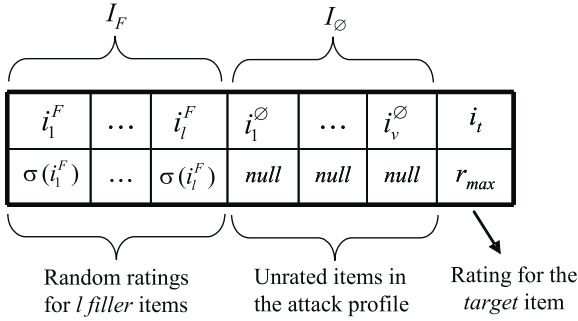 I_F I_∅
i_1^F ... i_l^F i_1^∅ ... i_v^∅ i_t
σ(i_1^F) ... σ(i_l^F) null null null r_max
Random ratings
for l filler items
Unrated items in
the attack profile
Rating for the
target item